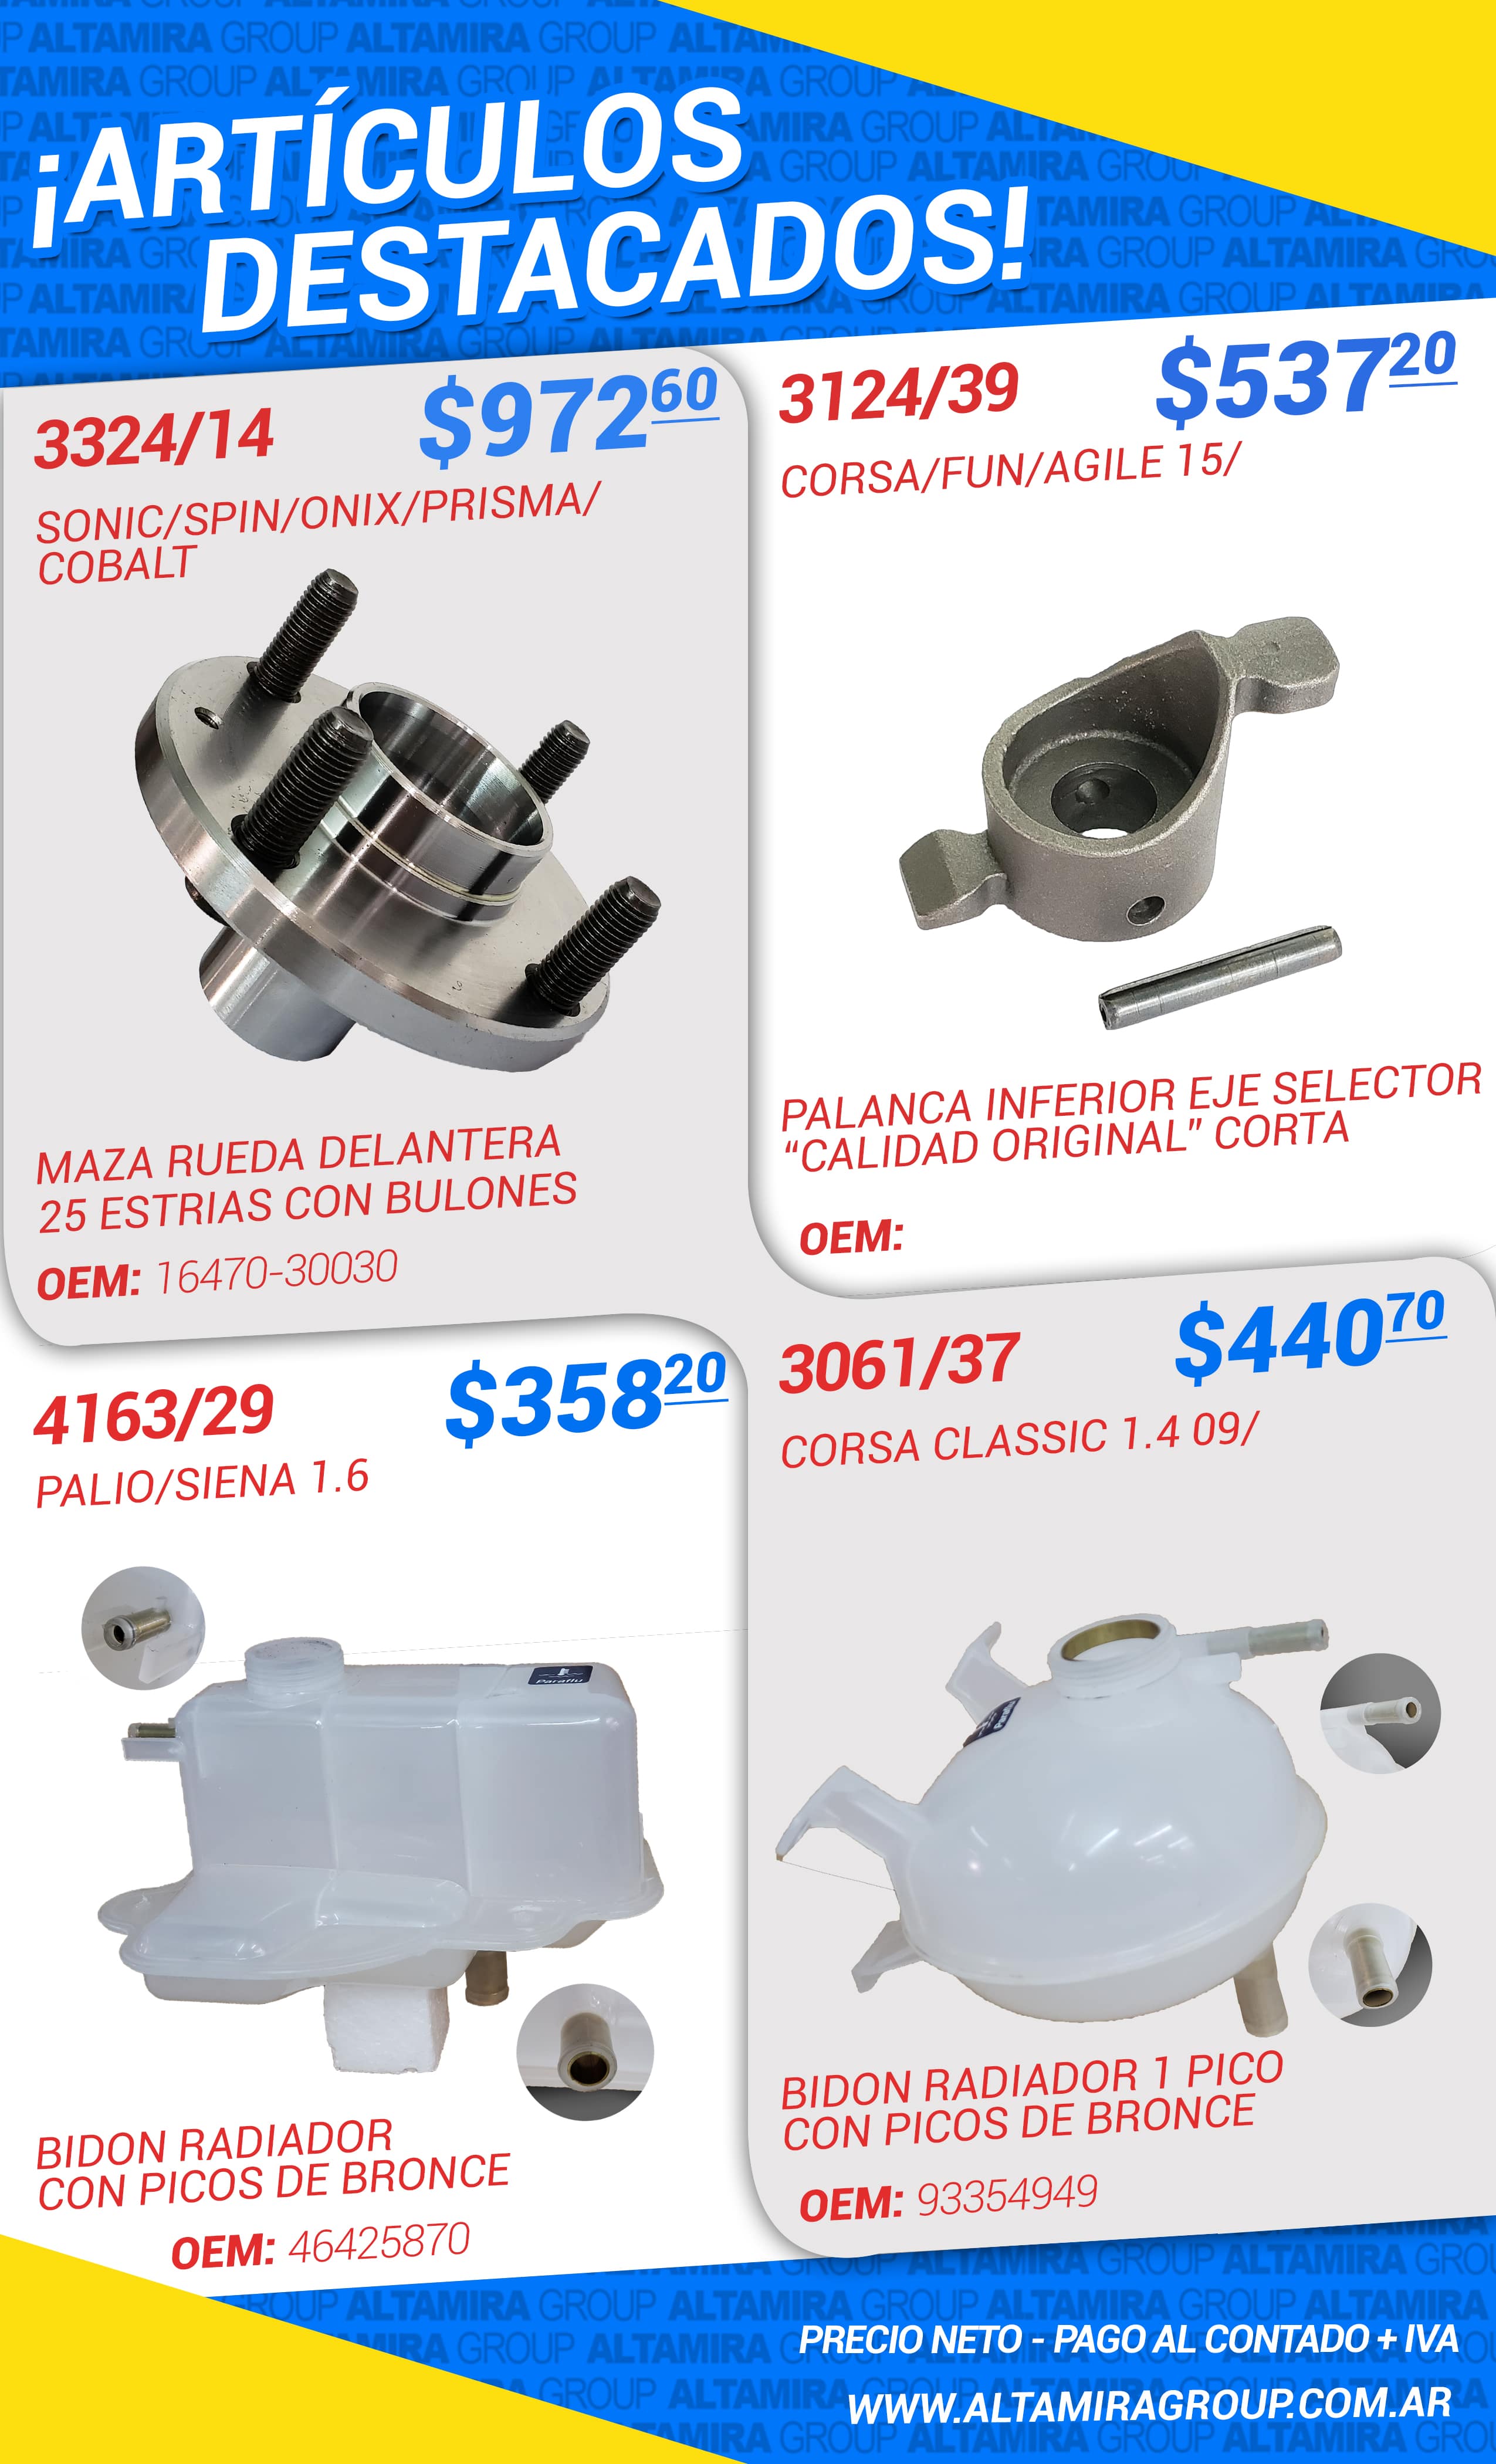 ¡ARTÍCULOS
DESTACADOS!
3324/14
$97260
SONIC/SPIN/ONIX/PRISMA/
COBALT
MAZA RUEDA DELANTERA
25 ESTRIAS CON BULONES
OEM: 16470-30030
3124/39
$53720
CORSA/FUN/AGILE 15/
PALANCA INFERIOR EJE SELECTOR
“CALIDAD ORIGINAL” CORTA
OEM:
4163/29
$35820
PALIO/SIENA 1.6
Paraflu
BIDON RADIADOR
CON PICOS DE BRONCE
OEM: 46425870
3061/37
$44070
CORSA CLASSIC 1.4 09/
BIDON RADIADOR 1 PICO
CON PICOS DE BRONCE
OEM: 93354949
PRECIO NETO - PAGO AL CONTADO + IVA
WWW.ALTAMIRAGROUP.COM.AR